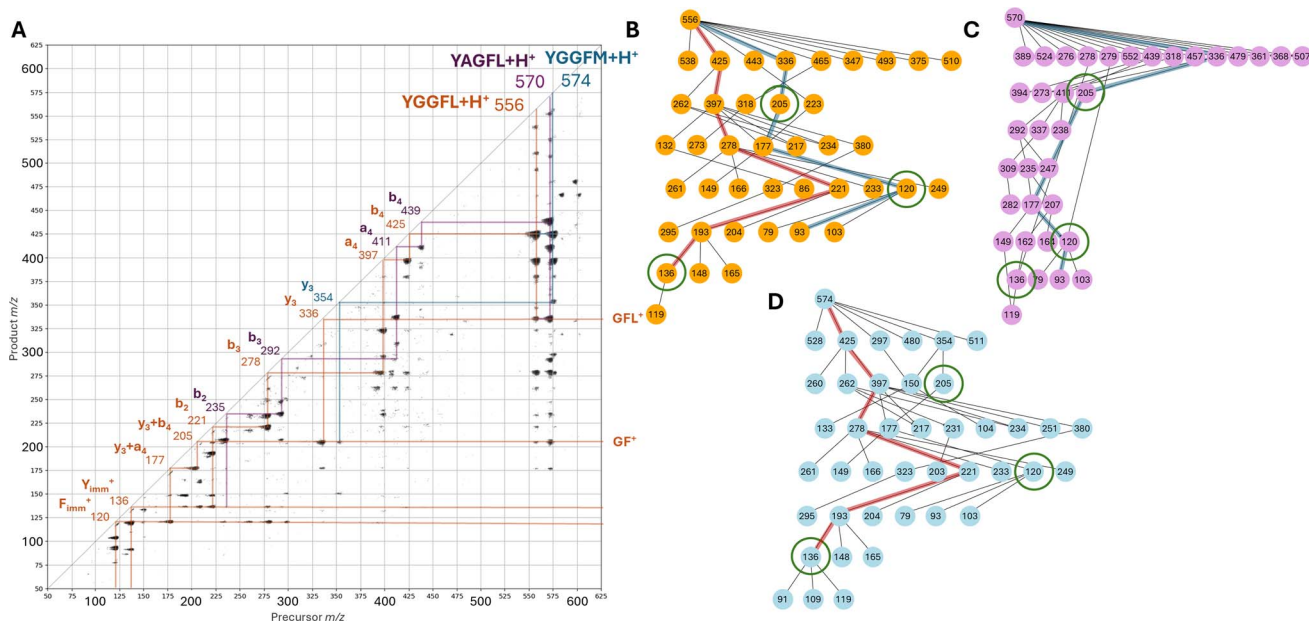 A
YAGFL+H+ YGGFM+H+
570 574
YGGFL+H+ 556
b4
439
b4
425
a4
411
a4
397
y3
354
y3
336
GFL+
b3
292
b3
278
b2
235
b2
221
y3+b4
205
GF+
y3+a4
177
Yimm+
136
Fimm+
120
Product m/z
625
600
575
550
525
500
475
450
425
400
375
350
325
300
275
250
225
200
175
150
125
100
75
50
50 75 100 125 150 175 200 225 250 275 300 325 350 375 400 425 450 475 500 525 550 575 600 625
Precursor m/z
B
556
538 425 443 336 465 347 493 375 510
262 397 318 205 223
132 273 278 177 217 234 380
261 149 166 323 86 221 233 120 249
295 193 204 79 93 103
136 148 165
119
C
570
389 524 276 278 279 552 439 318 457 336 479 361 368 507
394 273 411 205
292 337 238
309 235 247
282 177 207
149 162 164 120
136 79 93 103
119
D
574
528 425 297 480 354 511
260 262 397 150 205
133 278 177 217 231 104 234 251 380
261 149 166 323 203 221 233 120 249
295 193 204 79 93 103
136 148 165
91 109 119